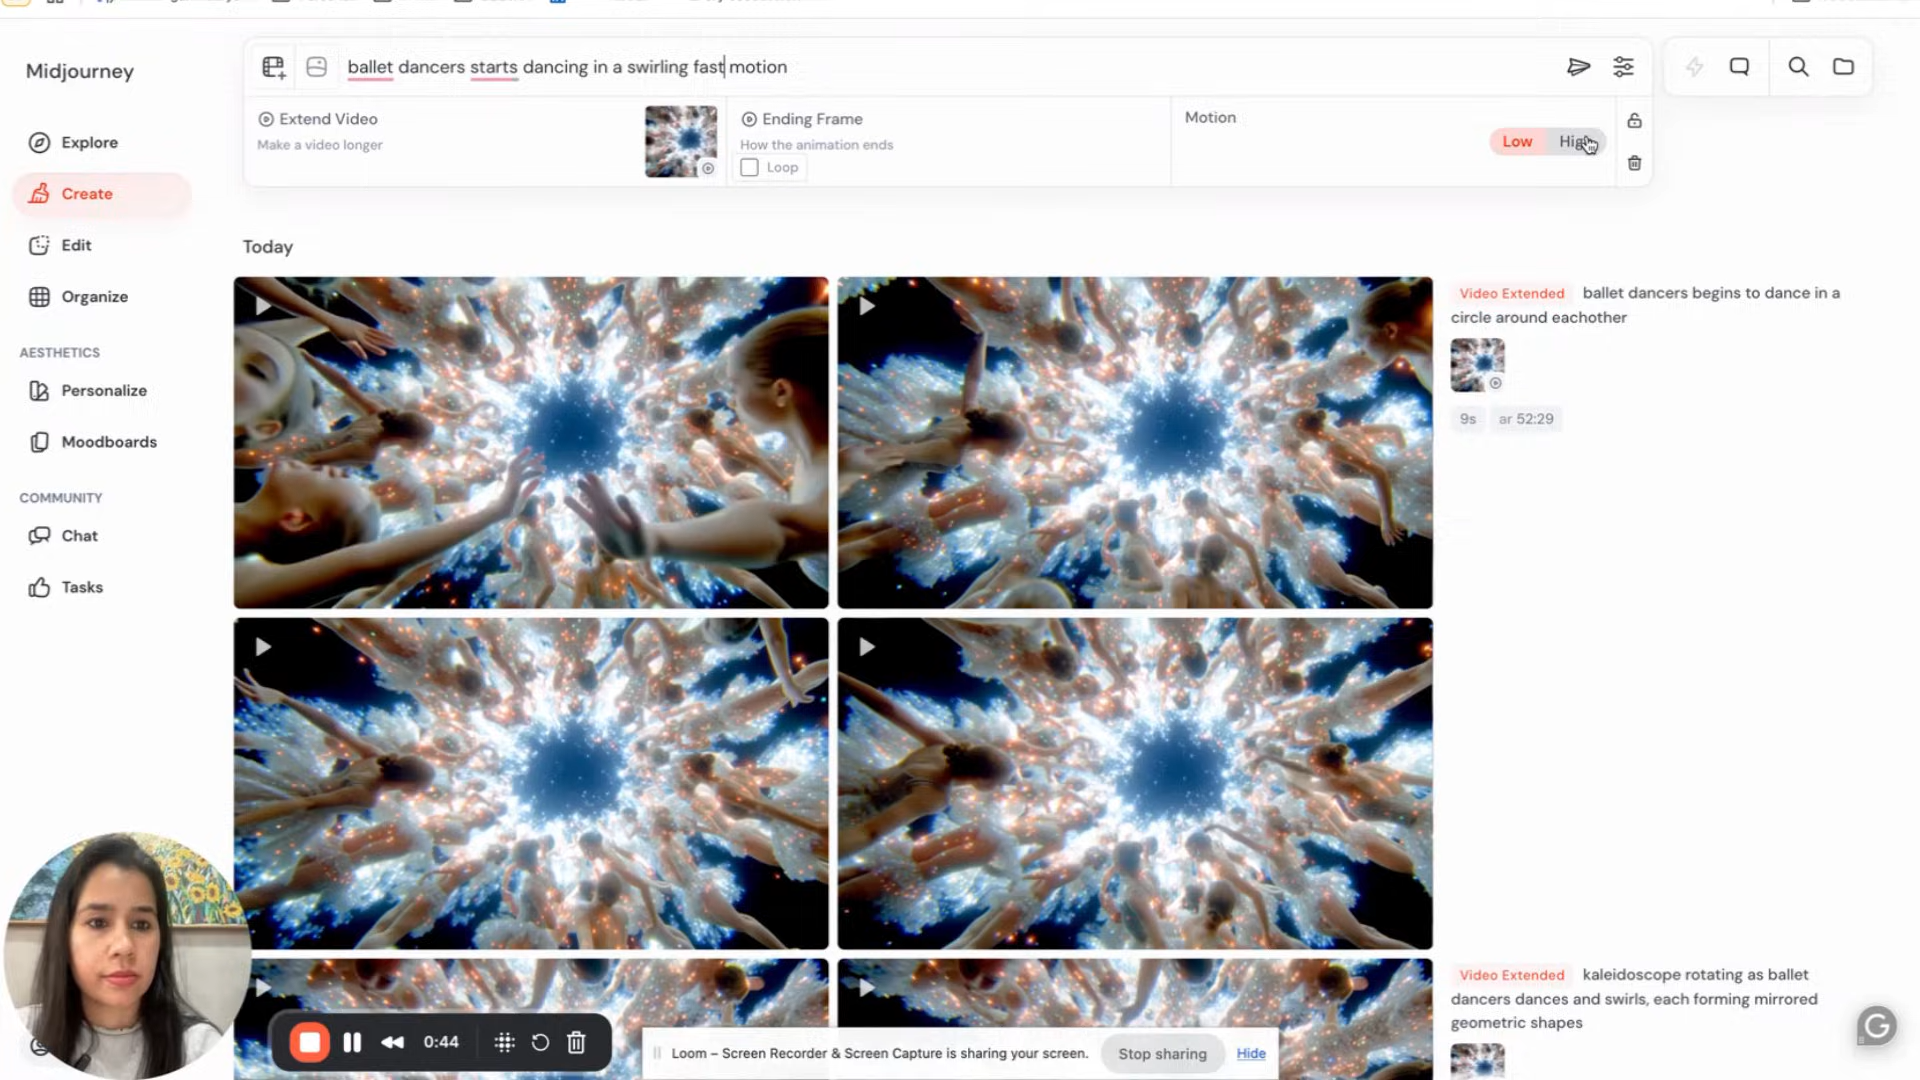 Midjourney
ballet dancers starts dancing in a swirling fast motion
Extend Video
Make a video longer
Ending Frame
How the animation ends
Loop
Motion
Low
High
Explore
Create
Edit
Organize
AESTHETICS
Personalize
Moodboards
COMMUNITY
Chat
Tasks
Today
Video Extended ballet dancers begins to dance in a
circle around eachother
9s ar 52:29
Video Extended kaleidoscope rotating as ballet
dancers dances and swirls, each forming mirrored
geometric shapes
0:44
Loom – Screen Recorder & Screen Capture is sharing your screen.
Stop sharing
Hide